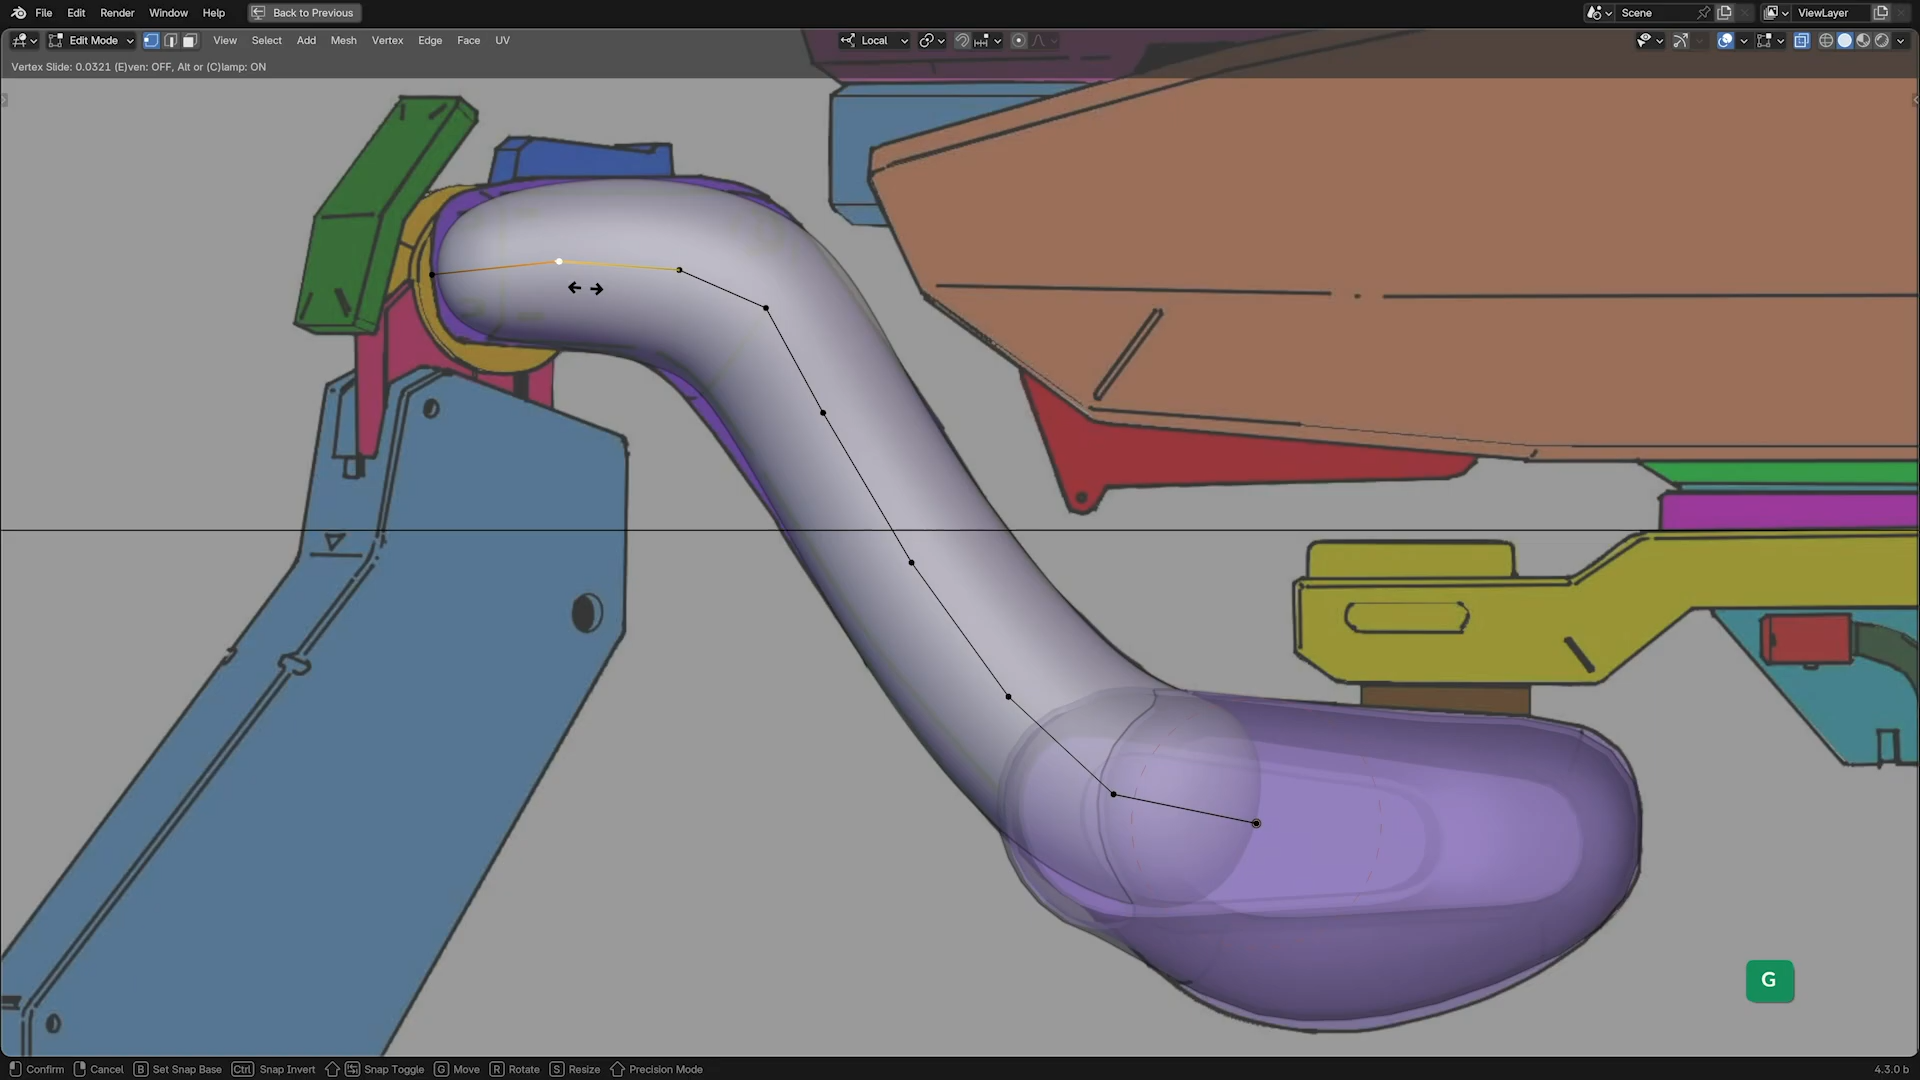 File Edit Render Window Help Back to Previous Scene ViewLayer
Edit Mode View Select Add Mesh Vertex Edge Face UV Local
Vertex Slide: 0.0321 (E)ven: OFF, Alt or (C)lamp: ON
G
Confirm Cancel B Set Snap Base Ctrl Snap Invert Snap Toggle G Move R Rotate S Resize Precision Mode 4.3.0 b